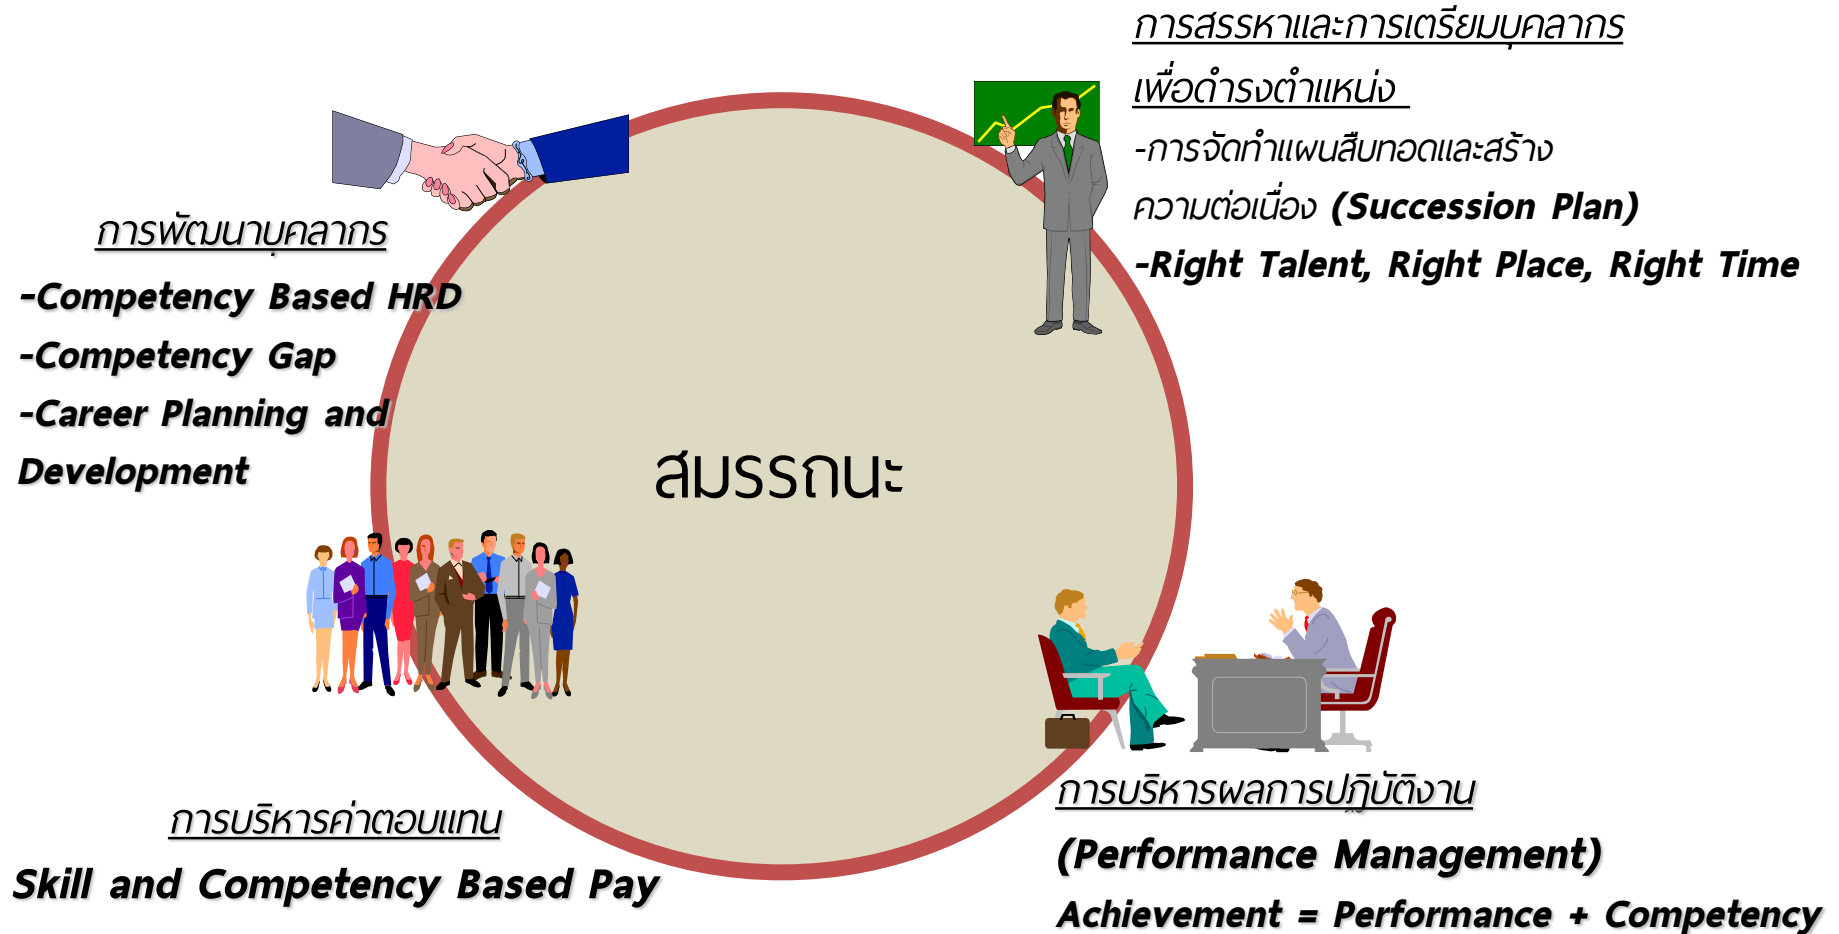 การสรรหาและการเตรียมบุคลากร
เพื่อดำรงตำแหน่ง
-การจัดทำแผนสืบทอดและสร้าง
ความต่อเนื่อง (Succession Plan)
-Right Talent, Right Place, Right Time
การพัฒนาบุคลากร
-Competency Based HRD
-Competency Gap
-Career Planning and
Development
สมรรถนะ
การบริหารค่าตอบแทน
Skill and Competency Based Pay
การบริหารผลการปฏิบัติงาน
(Performance Management)
Achievement = Performance + Competency